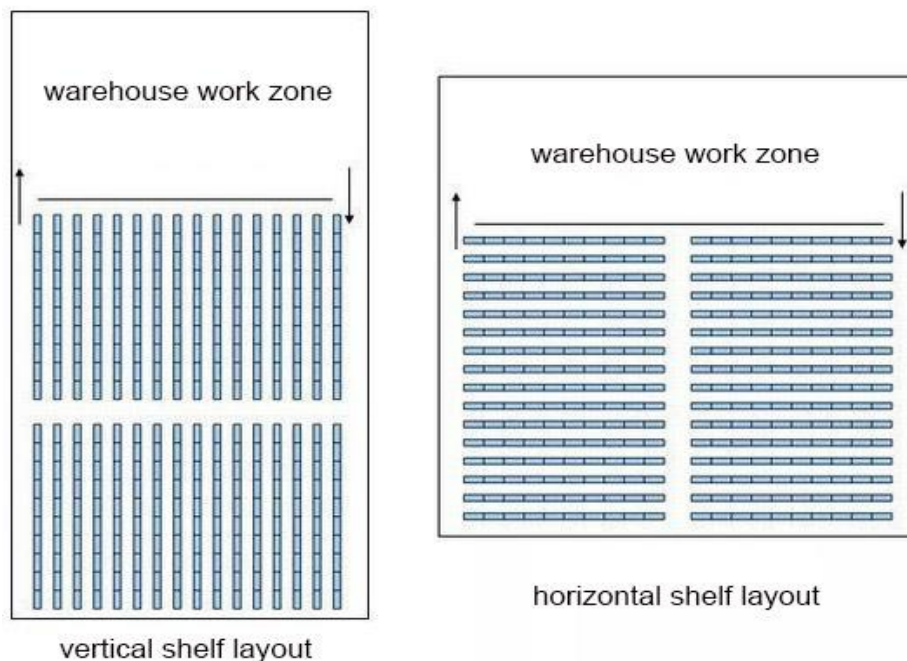 warehouse work zone
vertical shelf layout
warehouse work zone
horizontal shelf layout